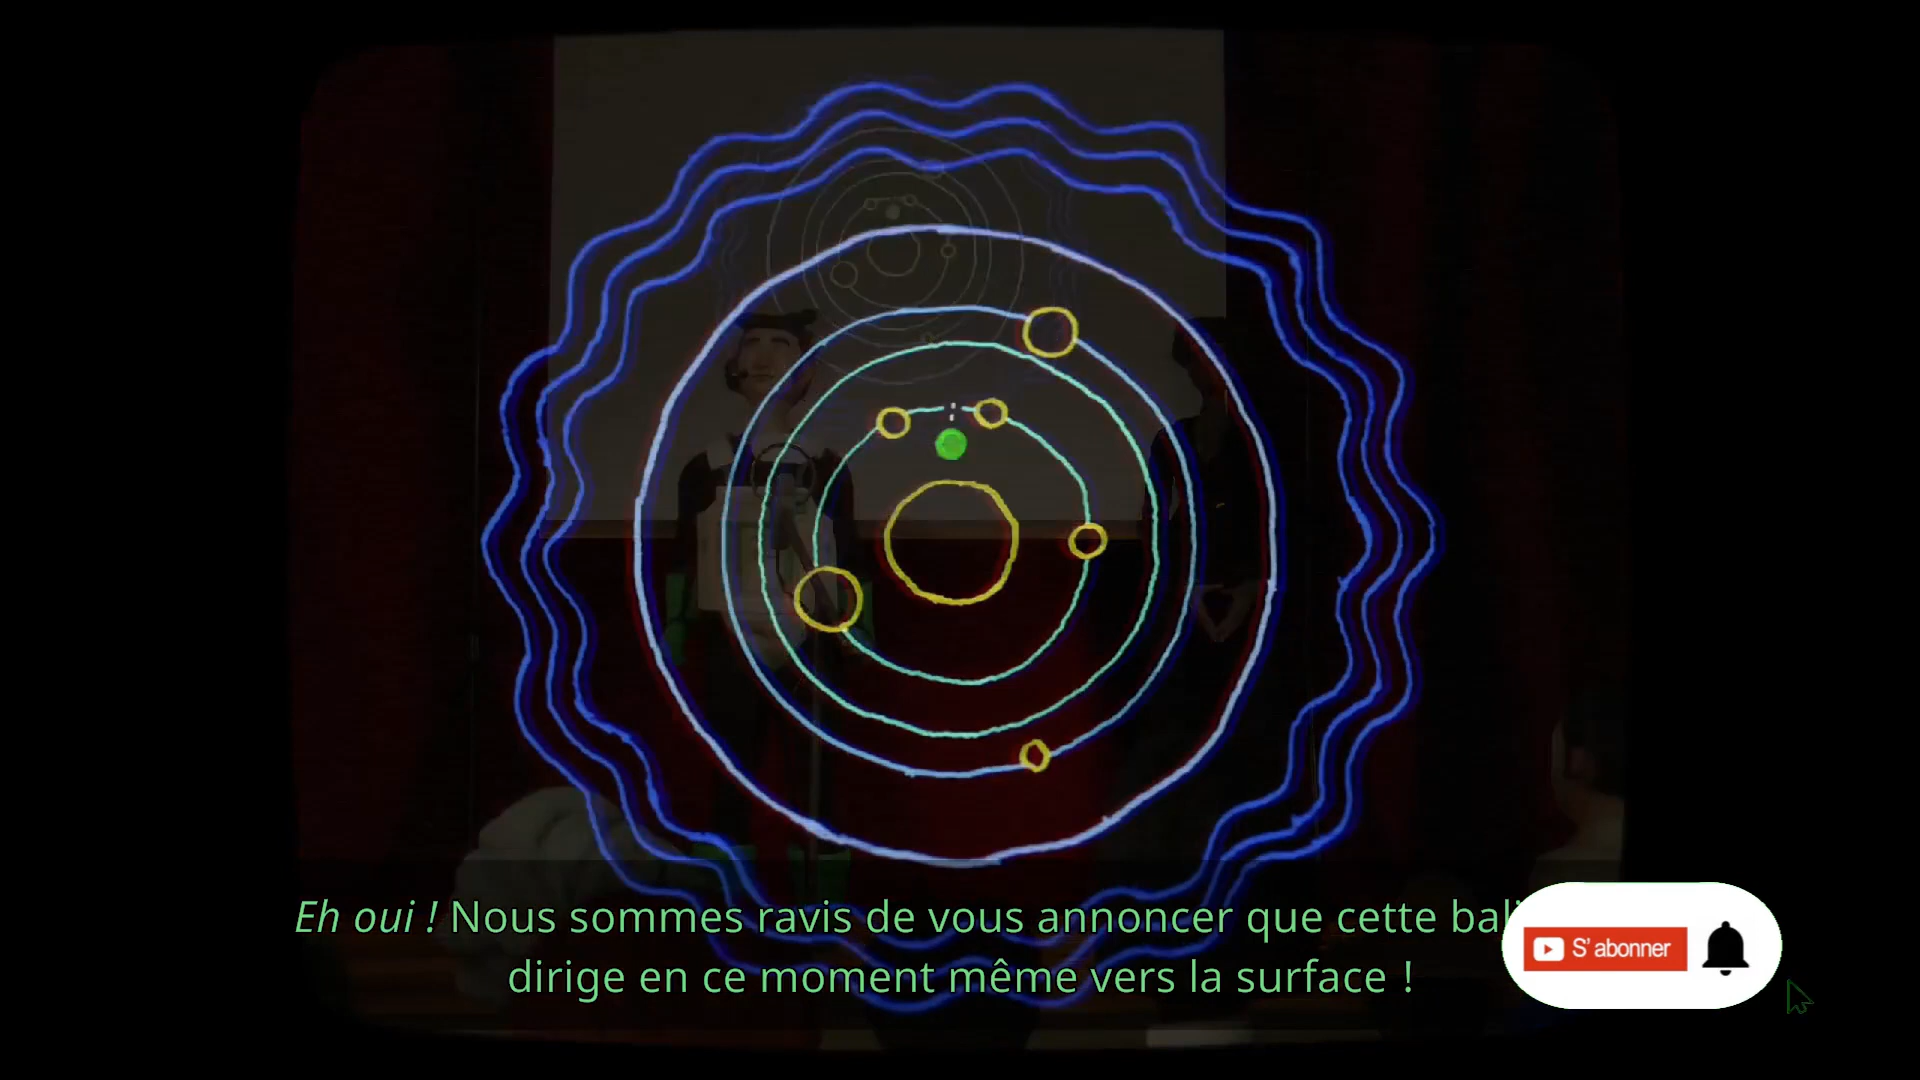 Eh oui ! Nous sommes ravis de vous annoncer que cette
dirige en ce moment même vers la surface !
S'abonner